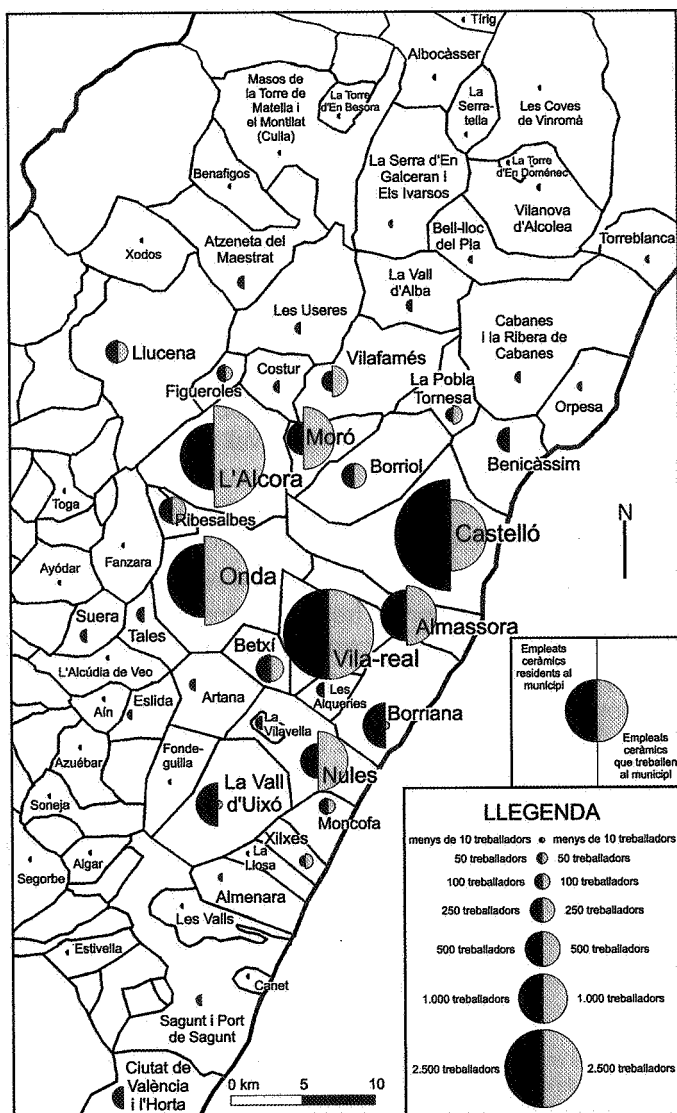 Tírig
Albocàsser
Masos de
la Torre de
Matella i
el Montllat
(Culla)
La Torre
d'En Besora
La
Serra-
tella
Les Coves
de Vinromà
Benafigos
La Serra d'En
Galceran i
Els Ivarsos
La Torre
d'En Doménec
Vilanova
d'Alcolea
Xodos
Atzeneta del
Maestrat
Bell-lloc
del Pla
Torreblanca
La Vall
d'Alba
Les Useres
Cabanes
i la Ribera de
Cabanes
Llucena
Vilafamés
Figueroles
Costur
La Pobla
Tornesa
Orpesa
Moró
L'Alcora
Borriol
Benicàssim
Toga
Ribesalbes
Castelló
N
Fanzara
Ayódar
Onda
Suera
Tales
Almassora
Betxí
Vila-real
L'Alcúdia de Veo
Artana
Les
Alqueries
Aín
Eslida
Borriana
La
Vilavella
Azuébar
Fonde-
guilla
Nules
La Vall
d'Uixó
Soneja
Moncofa
Xilxes
La
Llosa
Algar
Segorbe
Almenara
Les Valls
Estivella
Canet
Sagunt i Port
de Sagunt
Ciutat de
València
i l'Horta
0 km 5 10
Empleats
ceràmics
residents al
municipi
Empleats
ceràmics
que treballen
al municipi
LLEGENDA
menys de 10 treballadors menys de 10 treballadors
50 treballadors 50 treballadors
100 treballadors 100 treballadors
250 treballadors 250 treballadors
500 treballadors 500 treballadors
1.000 treballadors 1.000 treballadors
2.500 treballadors 2.500 treballadors